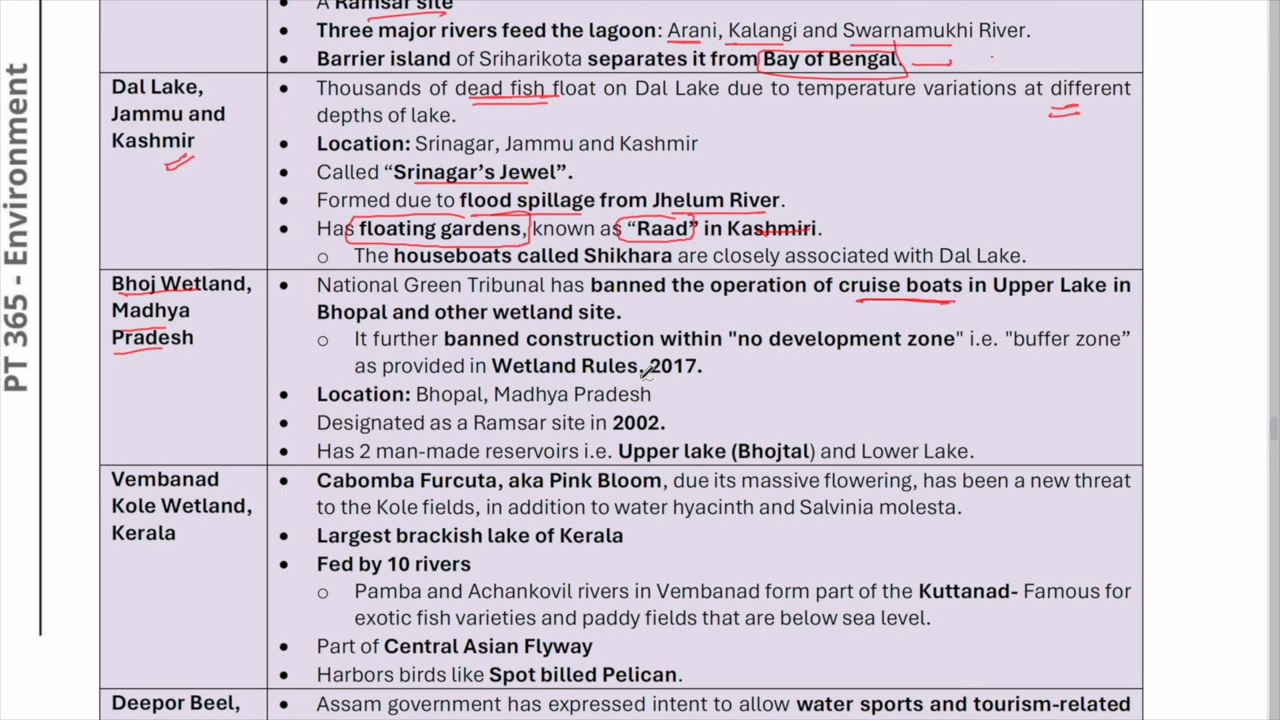 PT 365 - Environment
A Ramsar site
Three major rivers feed the lagoon: Arani, Kalangi and Swarnamukhi River.
Barrier island of Sriharikota separates it from Bay of Bengal.
Dal Lake,
Jammu and
Kashmir
Thousands of dead fish float on Dal Lake due to temperature variations at different
depths of lake.
Location: Srinagar, Jammu and Kashmir
Called “Srinagar’s Jewel”.
Formed due to flood spillage from Jhelum River.
Has floating gardens, known as “Raad” in Kashmiri.
The houseboats called Shikhara are closely associated with Dal Lake.
Bhoj Wetland,
Madhya
Pradesh
National Green Tribunal has banned the operation of cruise boats in Upper Lake in
Bhopal and other wetland site.
It further banned construction within "no development zone" i.e. "buffer zone”
as provided in Wetland Rules, 2017.
Location: Bhopal, Madhya Pradesh
Designated as a Ramsar site in 2002.
Has 2 man-made reservoirs i.e. Upper lake (Bhojtal) and Lower Lake.
Vembanad
Kole Wetland,
Kerala
Cabomba Furcuta, aka Pink Bloom, due its massive flowering, has been a new threat
to the Kole fields, in addition to water hyacinth and Salvinia molesta.
Largest brackish lake of Kerala
Fed by 10 rivers
Pamba and Achankovil rivers in Vembanad form part of the Kuttanad- Famous for
exotic fish varieties and paddy fields that are below sea level.
Part of Central Asian Flyway
Harbors birds like Spot billed Pelican.
Deepor Beel,
Assam government has expressed intent to allow water sports and tourism-related